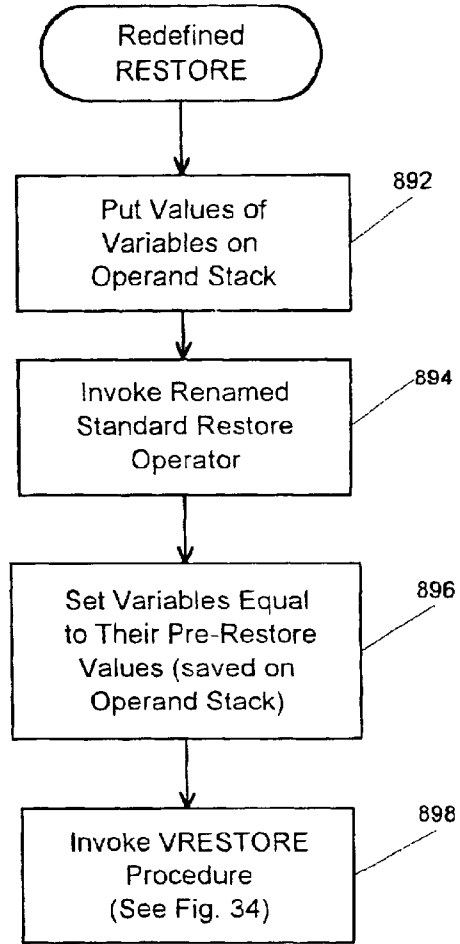 Redefined
RESTORE
892
Put Values of
Variables on
Operand Stack
894
Invoke Renamed
Standard Restore
Operator
896
Set Variables Equal
to Their Pre-Restore
Values (saved on
Operand Stack)
898
Invoke VRESTORE
Procedure
(See Fig. 34)